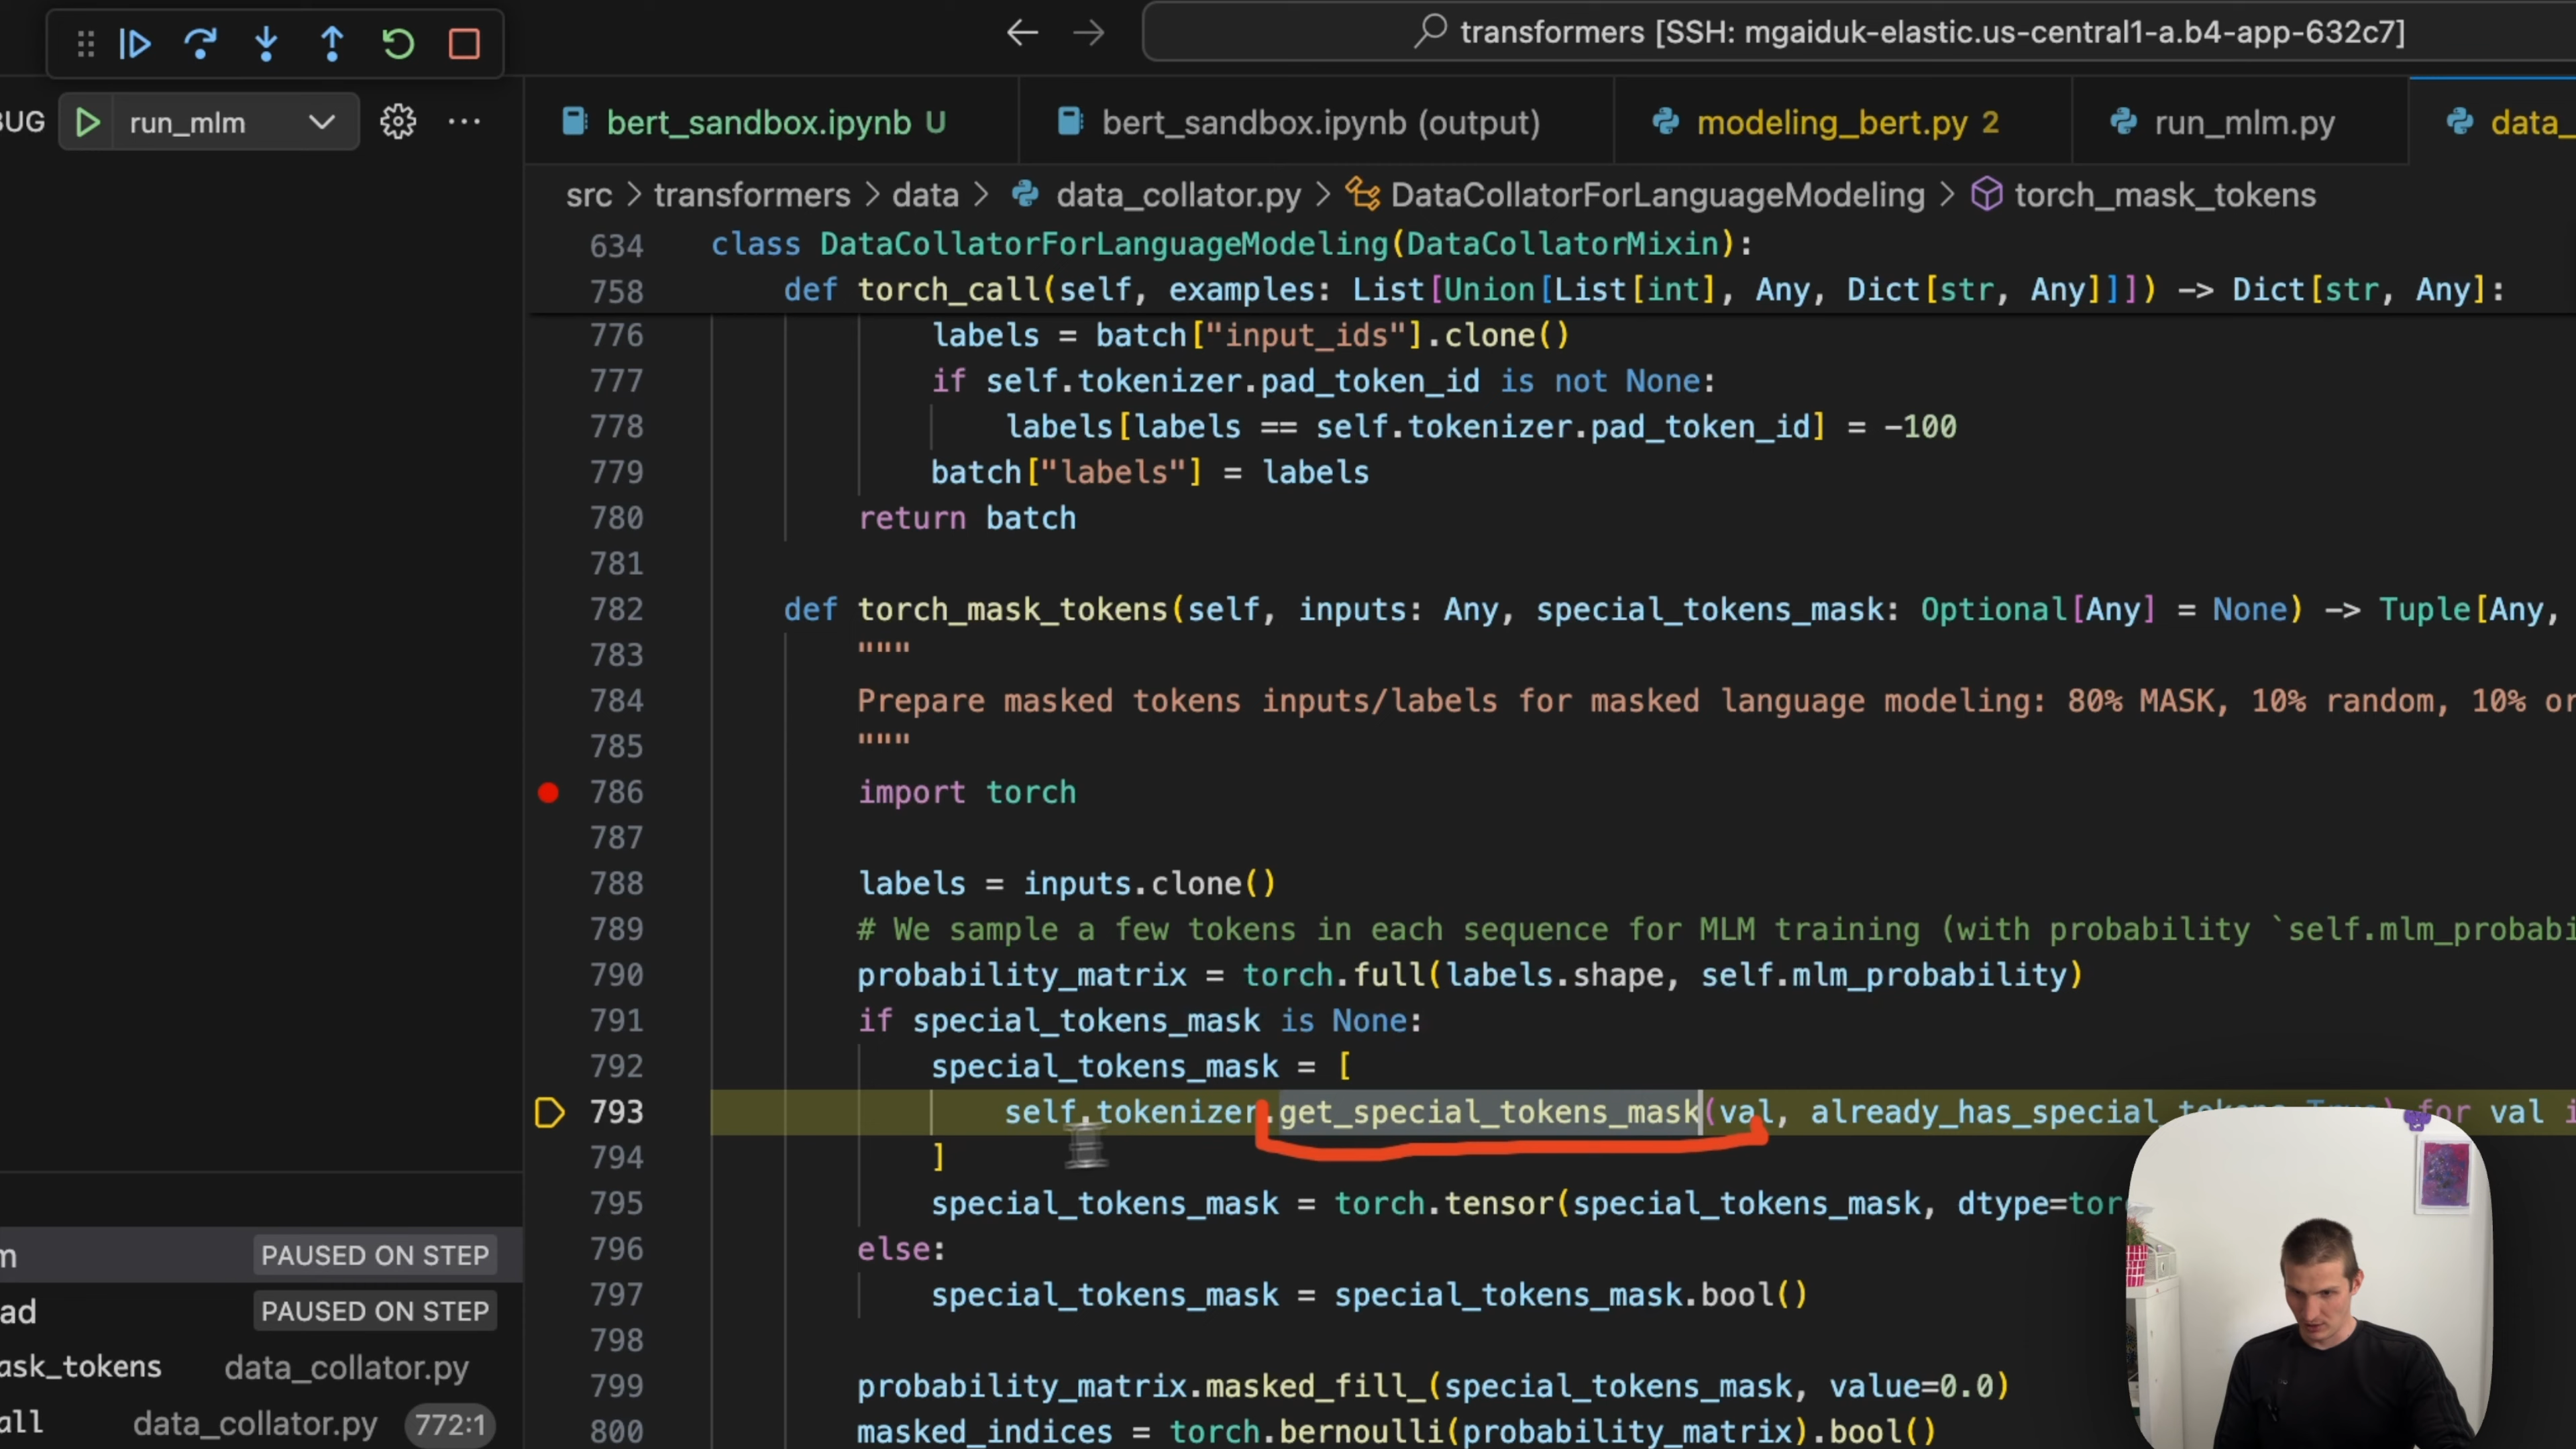 transformers [SSH: mgaiduk-elastic.us-central1-a.b4-app-632c7]
BUG run_mlm ···
bert_sandbox.ipynb U bert_sandbox.ipynb (output) modeling_bert.py 2 run_mlm.py data_
src > transformers > data > data_collator.py > DataCollatorForLanguageModeling > torch_mask_tokens
634 class DataCollatorForLanguageModeling(DataCollatorMixin):
758 def torch_call(self, examples: List[Union[List[int], Any, Dict[str, Any]]]) -> Dict[str, Any]:
776 labels = batch["input_ids"].clone()
777 if self.tokenizer.pad_token_id is not None:
778 labels[labels == self.tokenizer.pad_token_id] = -100
779 batch["labels"] = labels
780 return batch
781
782 def torch_mask_tokens(self, inputs: Any, special_tokens_mask: Optional[Any] = None) -> Tuple[Any,
783 """
784 Prepare masked tokens inputs/labels for masked language modeling: 80% MASK, 10% random, 10% or
785 """
786 import torch
787
788 labels = inputs.clone()
789 # We sample a few tokens in each sequence for MLM training (with probability `self.mlm_probabi
790 probability_matrix = torch.full(labels.shape, self.mlm_probability)
791 if special_tokens_mask is None:
792 special_tokens_mask = [
793 self.tokenizer.get_special_tokens_mask(val, already_has_special_tokens=True) for val i
794 ]
795 special_tokens_mask = torch.tensor(special_tokens_mask, dtype=tor
796 else:
797 special_tokens_mask = special_tokens_mask.bool()
798
799 probability_matrix.masked_fill_(special_tokens_mask, value=0.0)
800 masked_indices = torch.bernoulli(probability_matrix).bool()
m PAUSED ON STEP
ad PAUSED ON STEP
ask_tokens data_collator.py
all data_collator.py 772:1